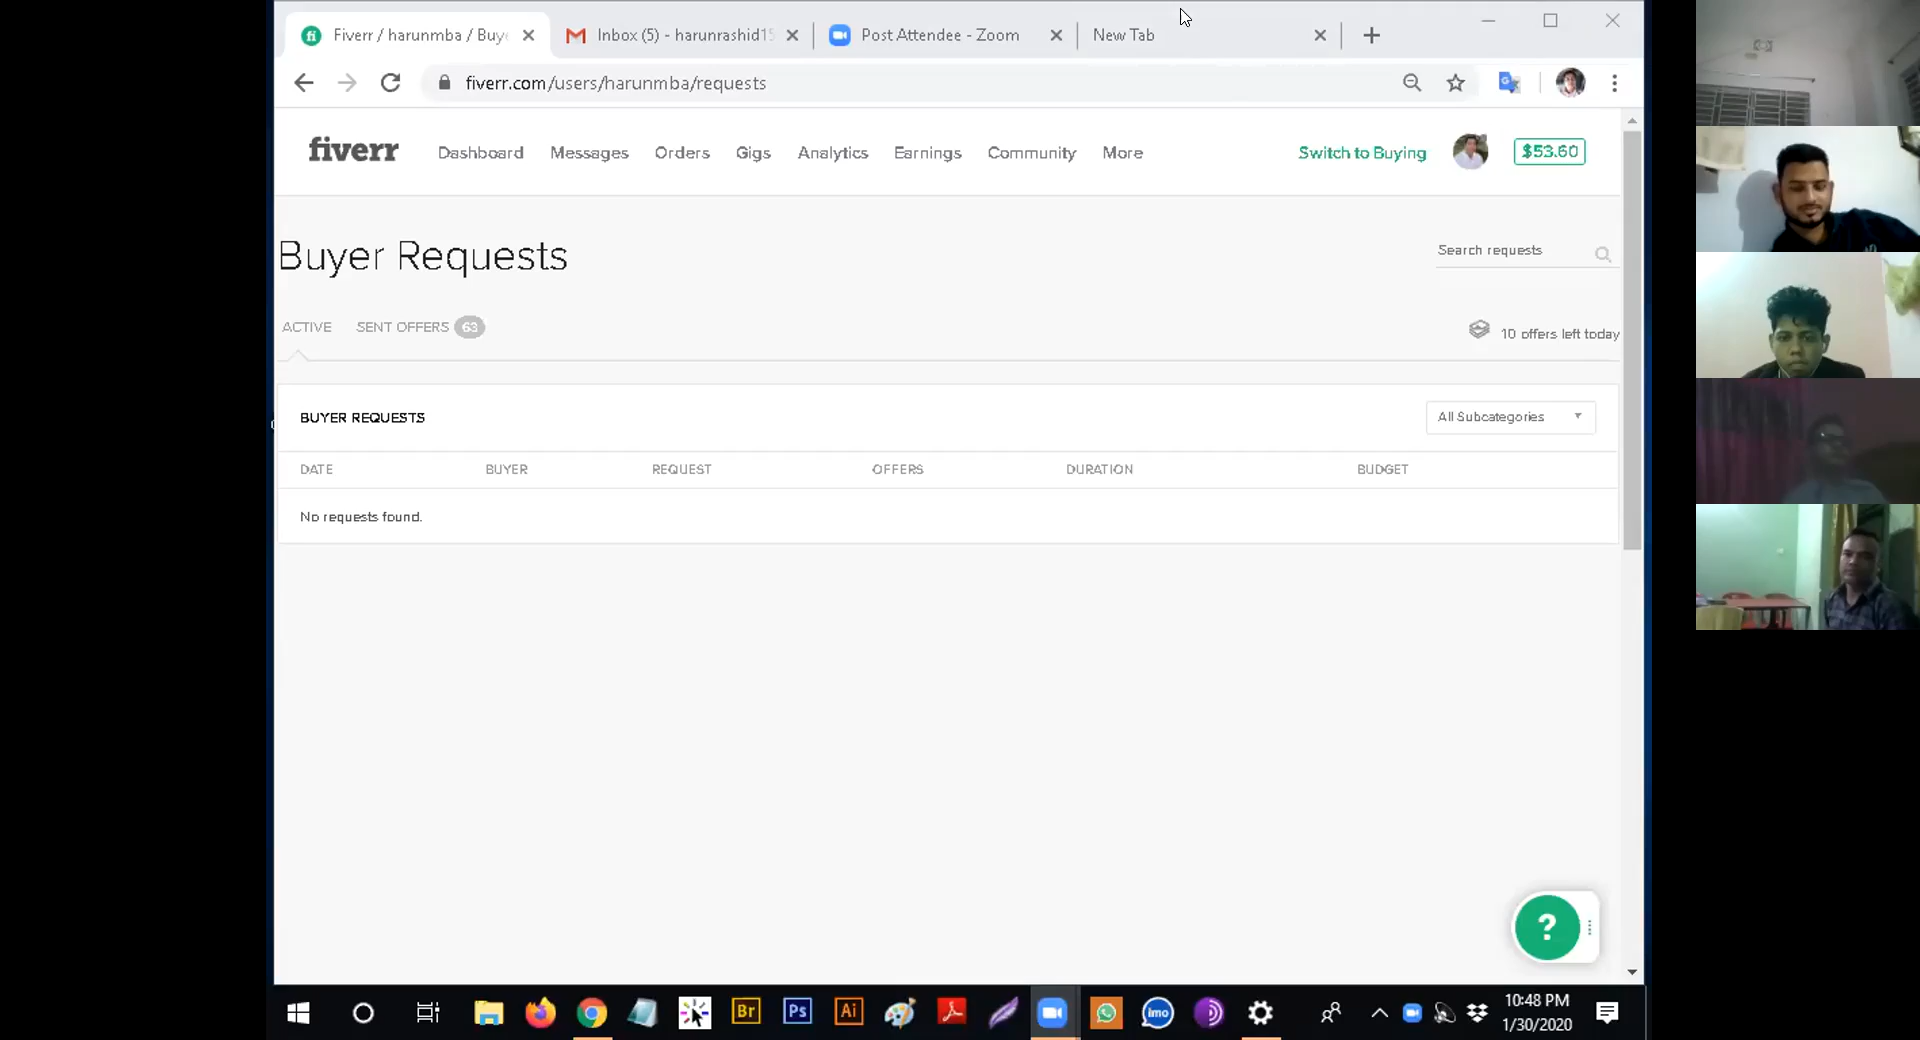 Fiverr / harunmba / Buy
Inbox (5) - harunrashid15
Post Attendee - Zoom
New Tab
fiverr.com/users/harunmba/requests
fiverr
Dashboard
Messages
Orders
Gigs
Analytics
Earnings
Community
More
Switch to Buying
$53.60
Buyer Requests
Search requests
ACTIVE
SENT OFFERS 63
10 offers left today
BUYER REQUESTS
All Subcategories
DATE
BUYER
REQUEST
OFFERS
DURATION
BUDGET
No requests found.
?
Br
Ps
Ai
imo
10:48 PM
1/30/2020